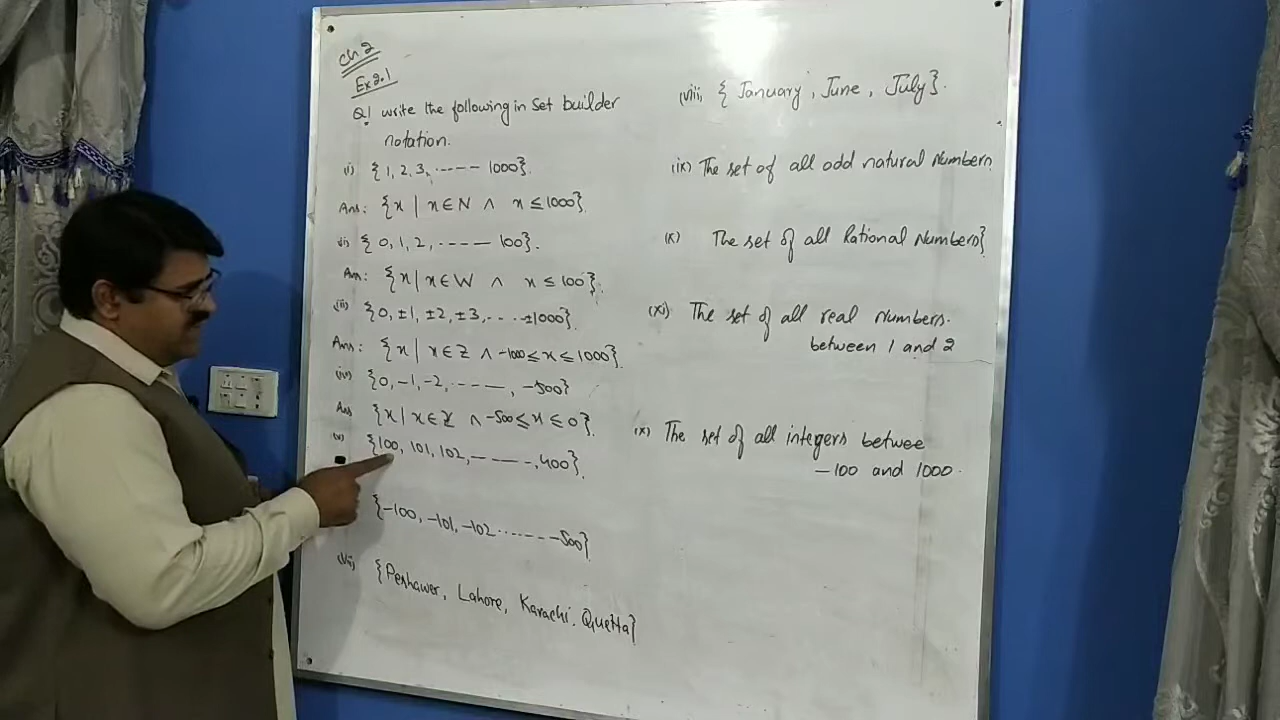 Ch 2
Ex 2.1
Q1 write the following in Set builder
notation.
(i) {1, 2, 3, ------ 1000}.
Ans: {x | x ∈ N ∧ x ≤ 1000}.
(ii) {0, 1, 2, ------ 100}.
Ans: {x | x ∈ W ∧ x ≤ 100}.
(iii) {0, ±1, ±2, ±3, ... ±1000}.
Ans: {x | x ∈ Z ∧ -1000 ≤ x ≤ 1000}.
(iv) {0, -1, -2, ------, -500}
Ans {x | x ∈ Z ∧ -500 ≤ x ≤ 0}.
(v) {100, 101, 102, ------, 400}.
{-100, -101, -102 ------ -500}
(vii) {Peshawer, Lahore, Karachi. Quetta}
(viii) { January, June, July}.
(ix) The set of all odd natural Numbern
(x) The set of all Rational Numbers}
(xi) The set of all real numbers.
between 1 and 2
(x) The set of all integers betwee
-100 and 1000.